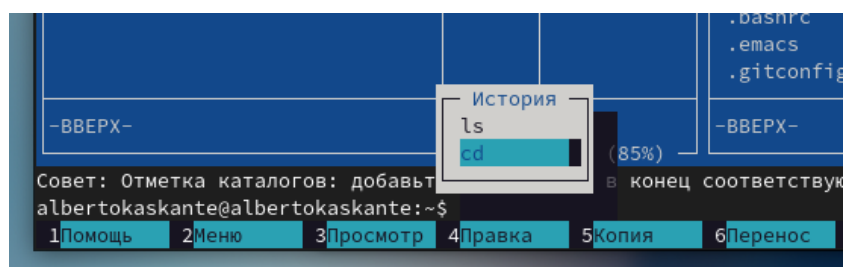 .bashrc
.emacs
.gitconfig
История
ls
cd
-ВВЕРХ-
(85%)
-ВВЕРХ-
Совет: Отметка каталогов: добавьт в конец соответствую
albertokaskante@albertokaskante:~$
1Помощь 2Меню 3Просмотр 4Правка 5Копия 6Перенос